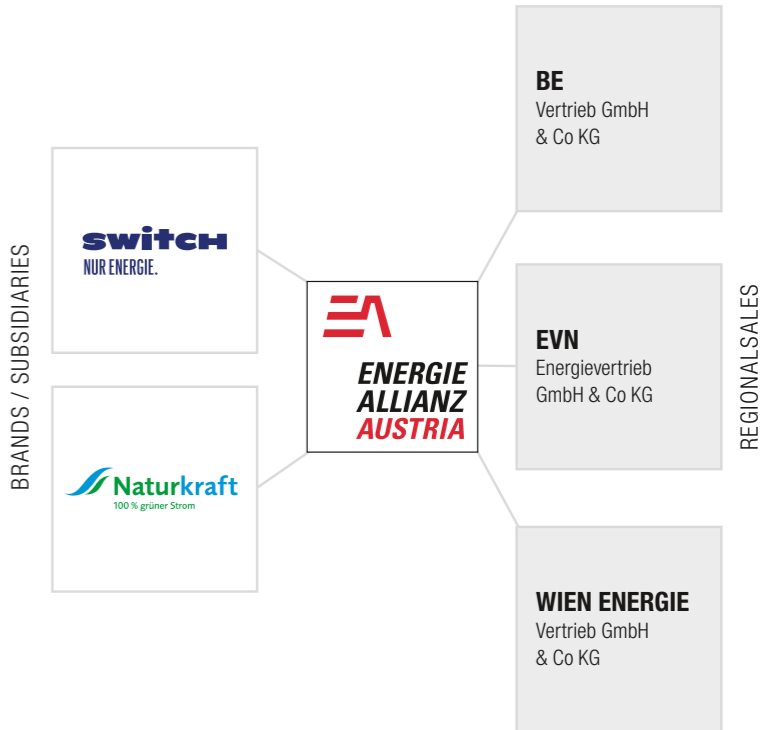 BRANDS / SUBSIDIARIES
switch
NUR ENERGIE.
Naturkraft
100 % grüner Strom
EA
ENERGIE
ALLIANZ
AUSTRIA
BE
Vertrieb GmbH
& Co KG
EVN
Energievertrieb
GmbH & Co KG
WIEN ENERGIE
Vertrieb GmbH
& Co KG
REGIONALSALES